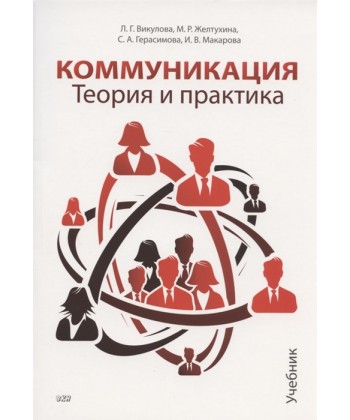 Л. Г. Викулова, М. Р. Желтухина,
С. А. Герасимова, И. В. Макарова
КОММУНИКАЦИЯ
Теория и практика
Учебник